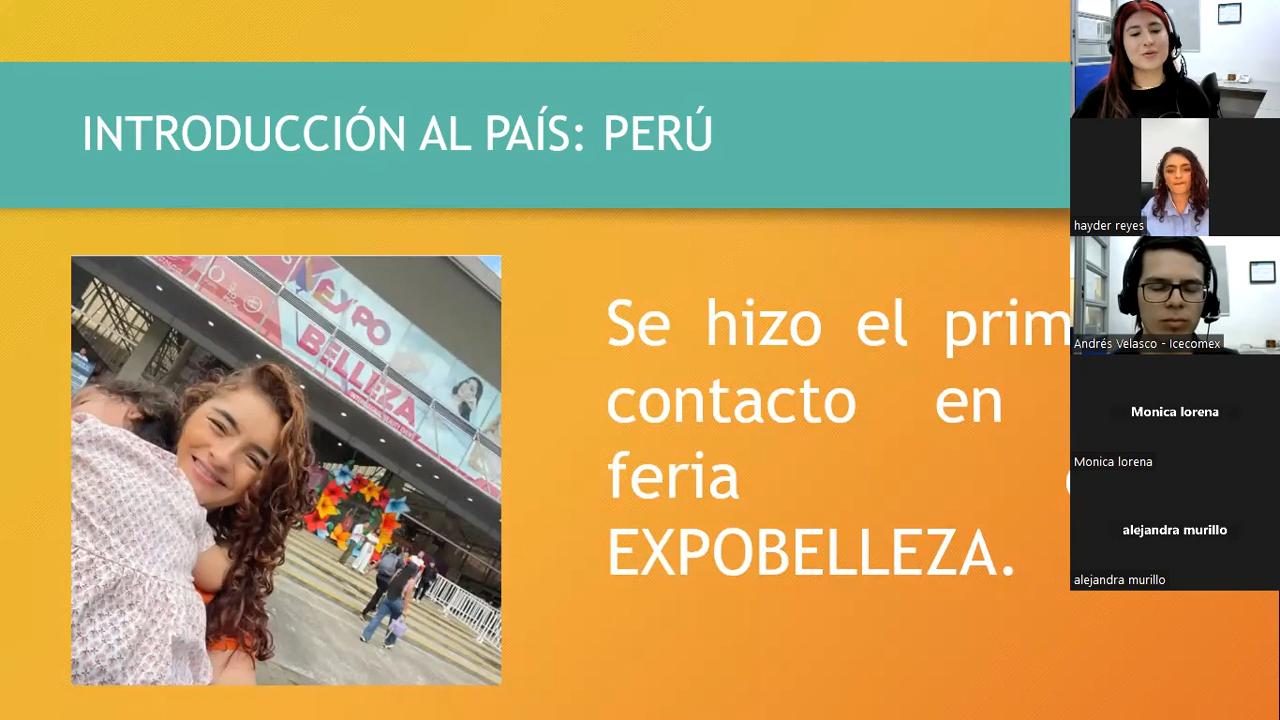 INTRODUCCIÓN AL PAÍS: PERÚ
EXPO
BELLEZA
Se hizo el prim
contacto en
feria
EXPOBELLEZA.
hayder reyes
Andrés Velasco - Icecomex
Monica lorena
Monica lorena
alejandra murillo
alejandra murillo